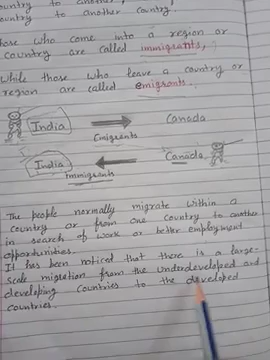 country to another,
country to another country.
those who come into a region or
country are called immigrants,
While those who leave a country or
region are called emigrants.
India Canada
Emigrants
India Canada
Immigrants
The people normally migrate within a
country or from one country to another
in search of work or better employment
opportunities.
It has been noticed that there is a large-
scale migration from the underdeveloped and
developing countries to the developed
countries.